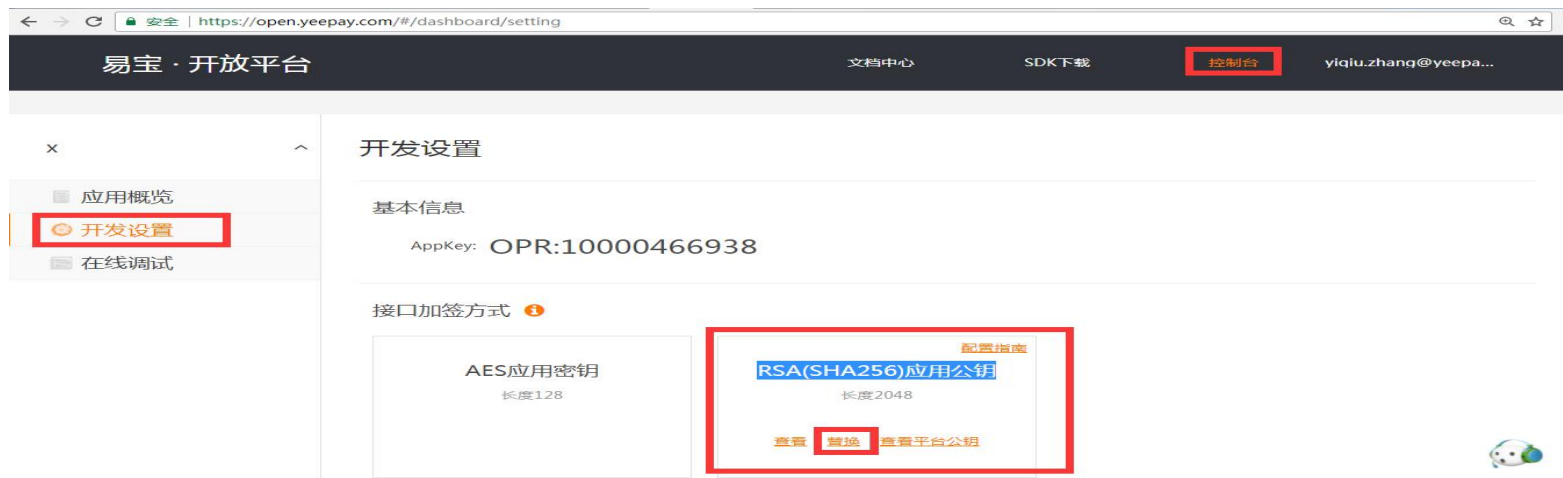 安全 | https://open.yeepay.com/#/dashboard/setting
易宝 · 开放平台 文档中心 SDK下载 控制台 yiqiu.zhang@yeepa...
×
应用概览
开发设置
在线调试
开发设置
基本信息
AppKey: OPR:10000466938
接口加签方式
AES应用密钥
长度128
配置指南
RSA(SHA256)应用公钥
长度2048
查看 替换 查看平台公钥